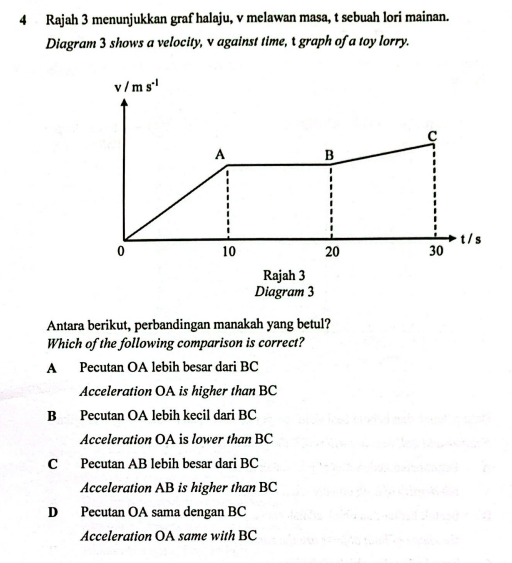 4 Rajah 3 menunjukkan graf halaju, v melawan masa, t sebuah lori mainan.
Diagram 3 shows a velocity, v against time, t graph of a toy lorry.
v / m s⁻¹
C
A
B
t / s
0
10
20
30
Rajah 3
Diagram 3
Antara berikut, perbandingan manakah yang betul?
Which of the following comparison is correct?
A Pecutan OA lebih besar dari BC
Acceleration OA is higher than BC
B Pecutan OA lebih kecil dari BC
Acceleration OA is lower than BC
C Pecutan AB lebih besar dari BC
Acceleration AB is higher than BC
D Pecutan OA sama dengan BC
Acceleration OA same with BC